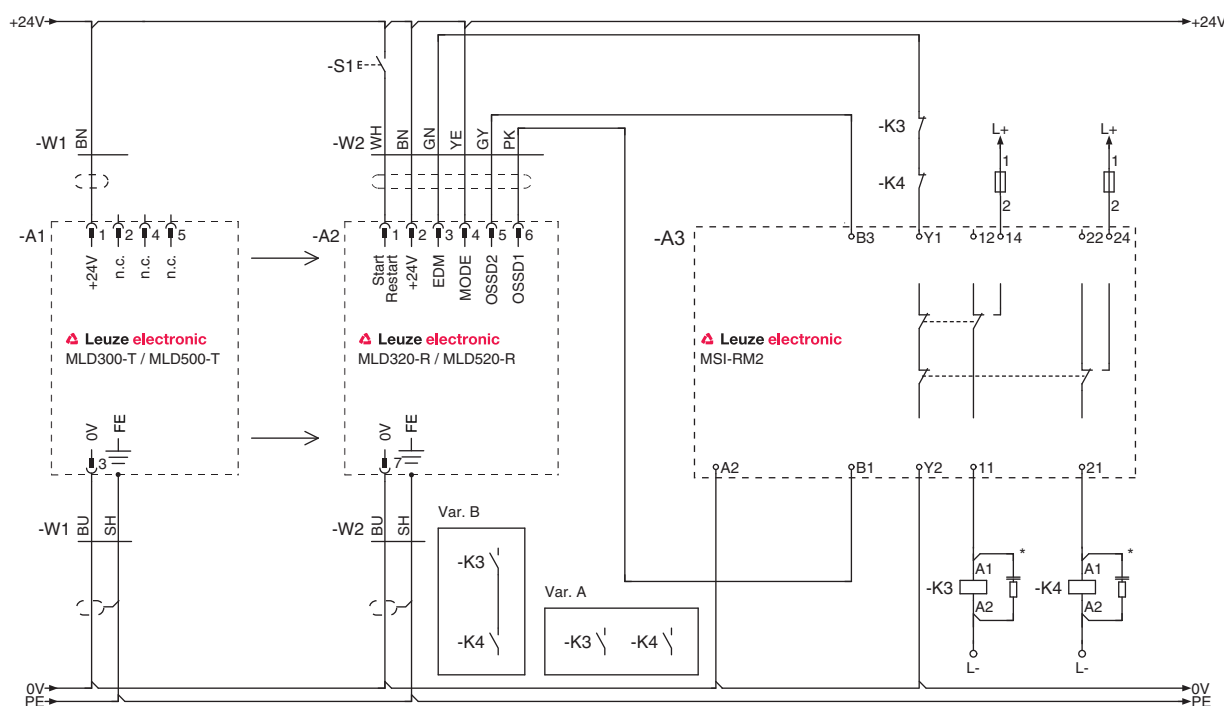 +24V +24V
-S1
-W1 BN
-W2 WH BN GN YE GY PK
-K3
-K4
L+ L+
1 1
2 2
-A1 1 2 4 5
+24V n.c. n.c. n.c.
Leuze electronic
MLD300-T / MLD500-T
0V FE
3
-A2 1 2 3 4 5 6
Start
Restart
+24V EDM MODE OSSD2 OSSD1
Leuze electronic
MLD320-R / MLD520-R
0V FE
7
-A3 B3 Y1 12 14 22 24
Leuze electronic
MSI-RM2
A2 B1 Y2 11 21
-W1 BU SH
-W2 BU SH
Var. B
-K3
-K4
Var. A
-K3 -K4
* *
-K3 A1 A2
-K4 A1 A2
L- L-
0V 0V
PE PE